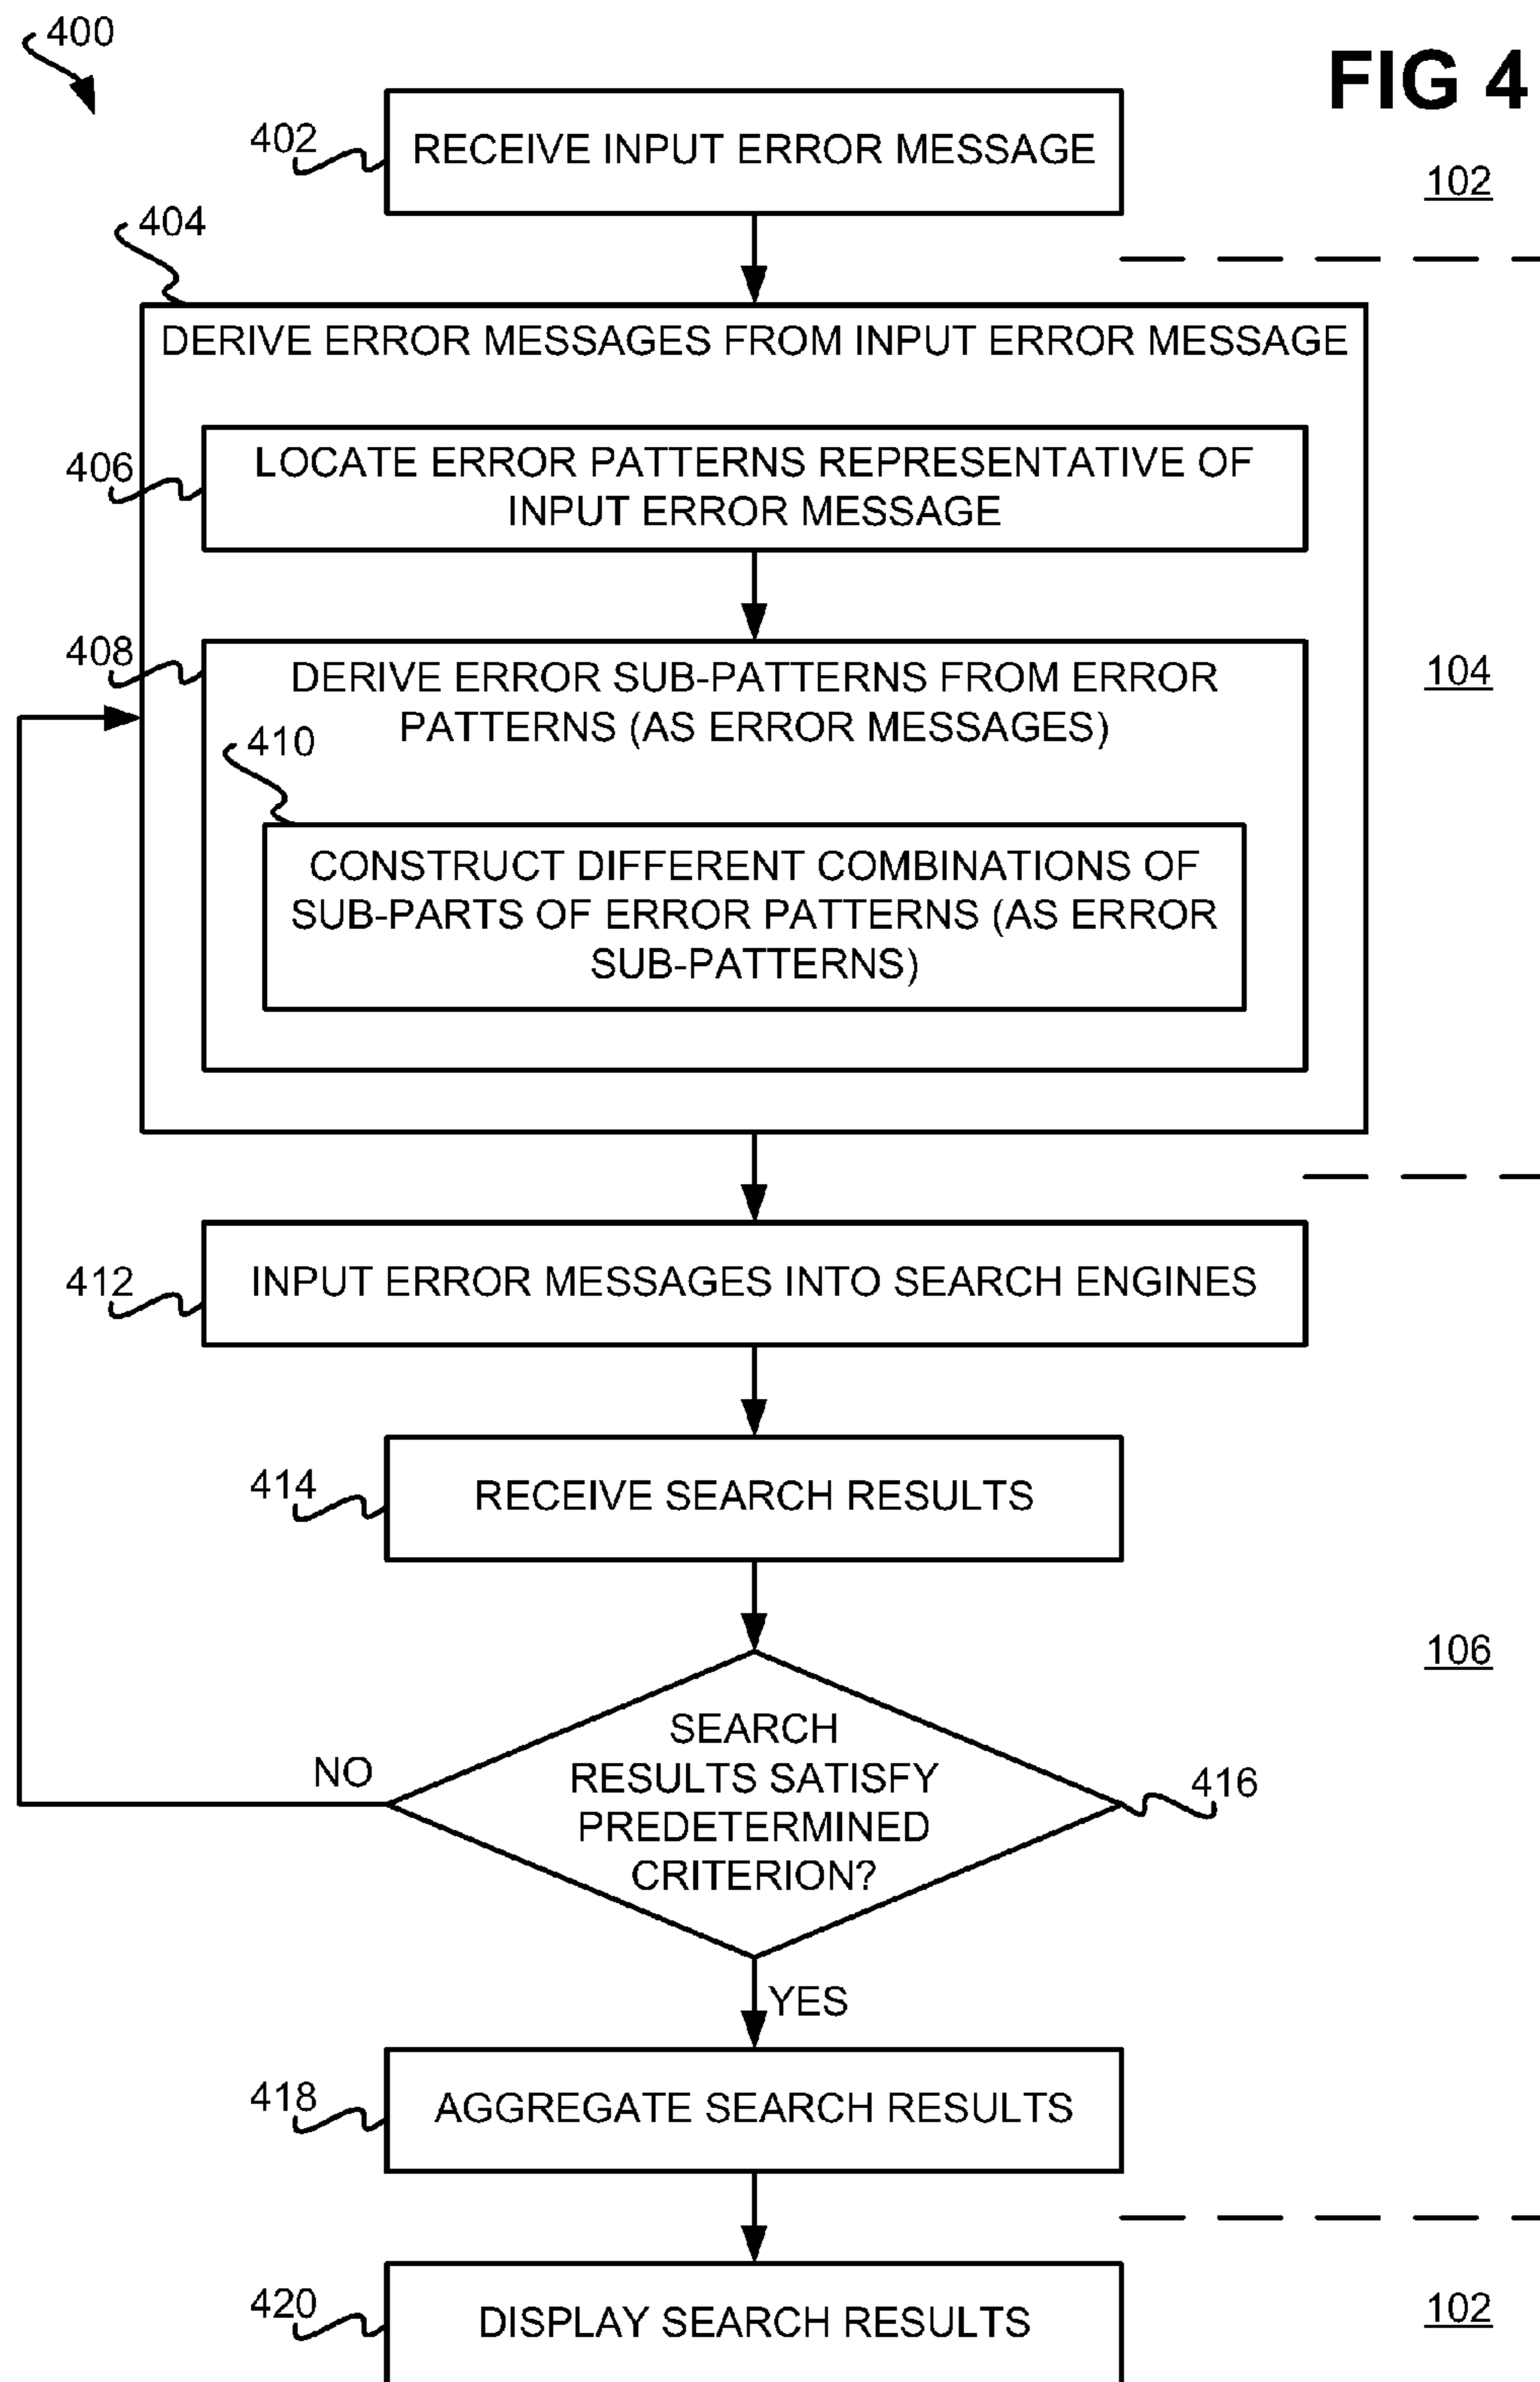 400
FIG 4
402
RECEIVE INPUT ERROR MESSAGE
102
404
DERIVE ERROR MESSAGES FROM INPUT ERROR MESSAGE
406
LOCATE ERROR PATTERNS REPRESENTATIVE OF
INPUT ERROR MESSAGE
408
DERIVE ERROR SUB-PATTERNS FROM ERROR
PATTERNS (AS ERROR MESSAGES)
104
410
CONSTRUCT DIFFERENT COMBINATIONS OF
SUB-PARTS OF ERROR PATTERNS (AS ERROR
SUB-PATTERNS)
412
INPUT ERROR MESSAGES INTO SEARCH ENGINES
414
RECEIVE SEARCH RESULTS
106
SEARCH
RESULTS SATISFY
PREDETERMINED
CRITERION?
NO
416
YES
418
AGGREGATE SEARCH RESULTS
420
DISPLAY SEARCH RESULTS
102